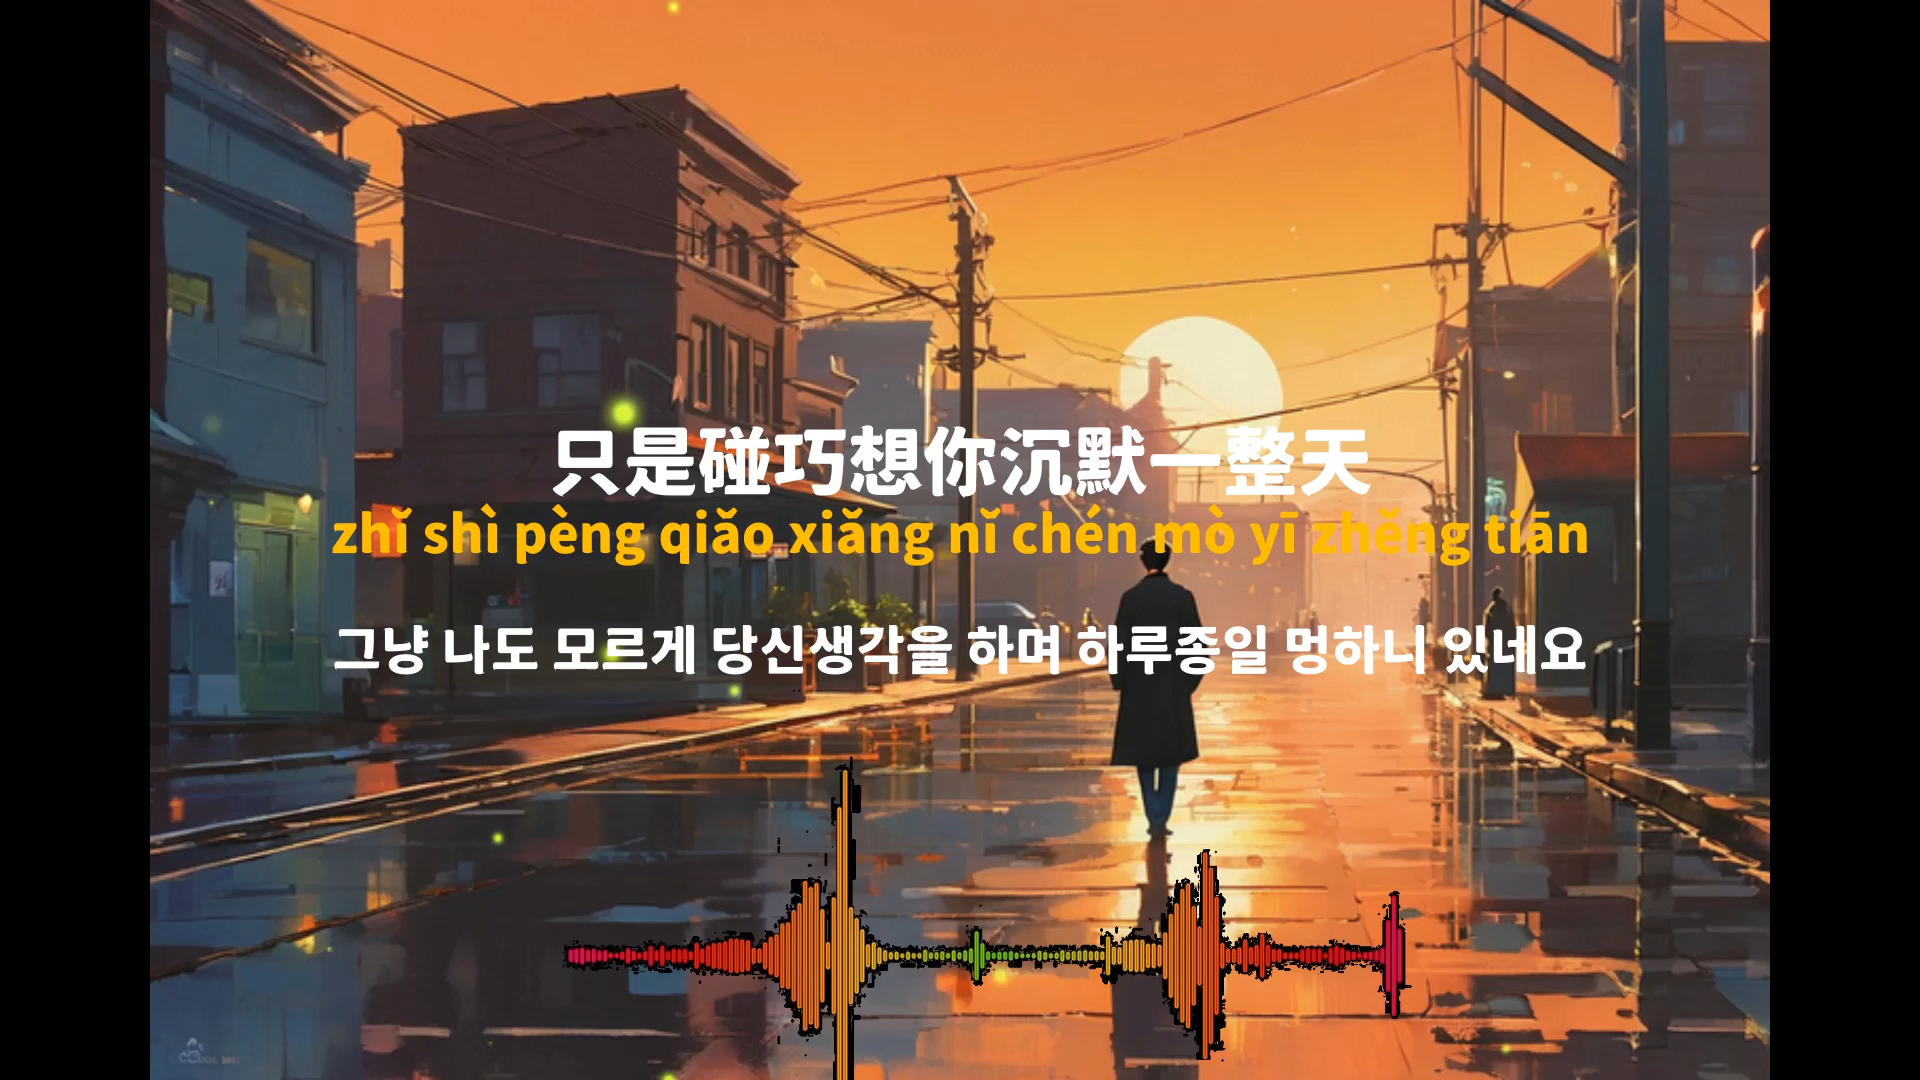 只是碰巧想你沉默一整天
zhǐ shì pèng qiǎo xiǎng nǐ chén mò yī zhěng tiān
그냥 나도 모르게 당신생각을 하며 하루종일 멍하니 있네요